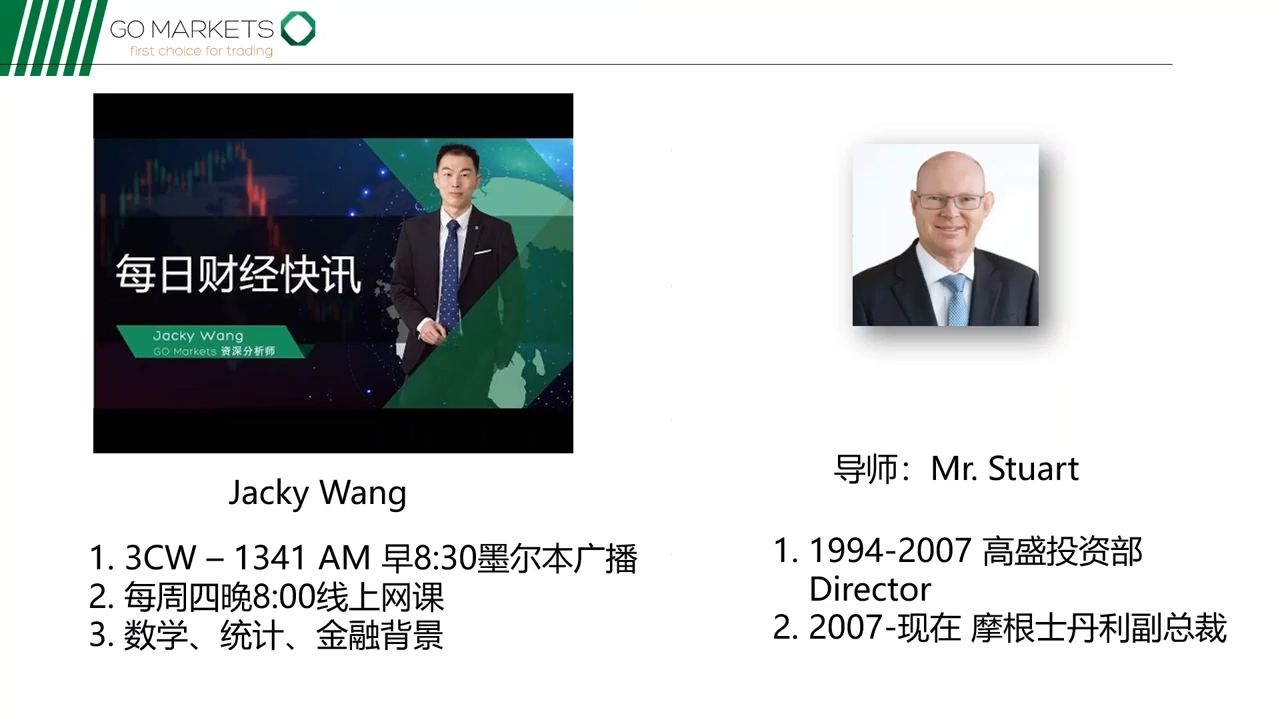 GO MARKETS
first choice for trading
每日财经快讯
Jacky Wang
GO Markets 资深分析师
Jacky Wang
1. 3CW – 1341 AM 早8:30墨尔本广播
2. 每周四晚8:00线上网课
3. 数学、统计、金融背景
导师：Mr. Stuart
1. 1994-2007 高盛投资部
Director
2. 2007-现在 摩根士丹利副总裁